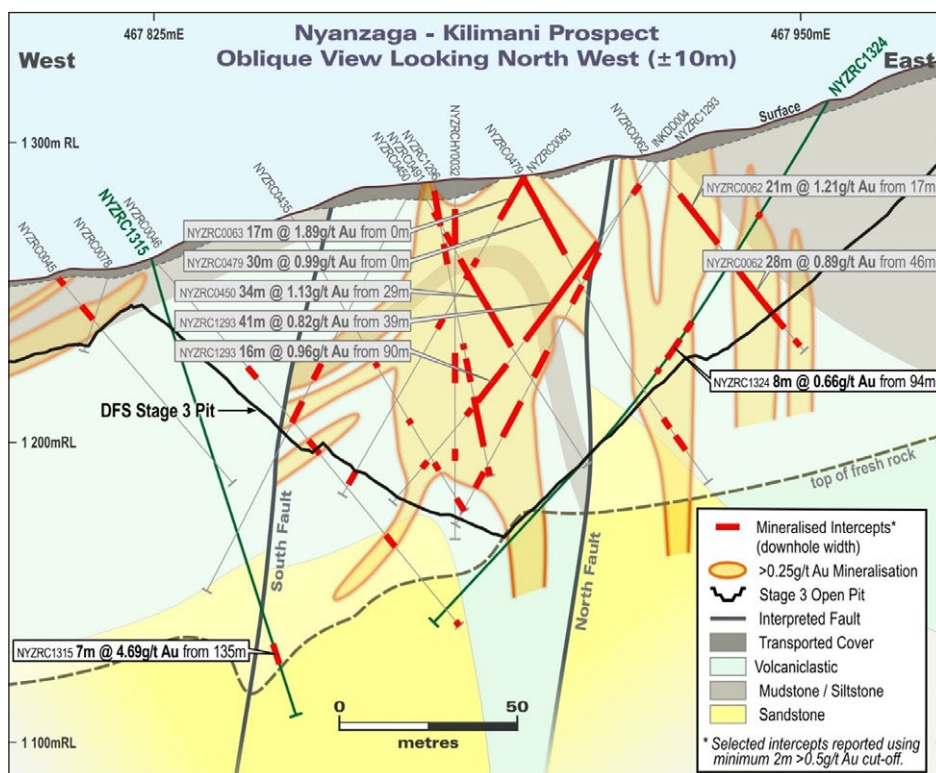 467 825mE
467 950mE
Nyanzaga - Kilimani Prospect
Oblique View Looking North West (±10m)
West
East
NYZRC1324
Surface
1 300m RL
NYZRC0045
NYZRC0078
NYZRC1315
NYZRC0046
NYZRC0435
NYZRC0450
NYZRC0491
NYZRC1296
NYZRCHY0032
NYZRC0479
NYZRC0063
NYZRC0062
INKDD004
NYZRC1293
NYZRC0062 21m @ 1.21g/t Au from 17m
NYZRC0063 17m @ 1.89g/t Au from 0m
NYZRC0479 30m @ 0.99g/t Au from 0m
NYZRC0062 28m @ 0.89g/t Au from 46m
NYZRC0450 34m @ 1.13g/t Au from 29m
NYZRC1293 41m @ 0.82g/t Au from 39m
NYZRC1293 16m @ 0.96g/t Au from 90m
NYZRC1324 8m @ 0.66g/t Au from 94m
DFS Stage 3 Pit
1 200mRL
top of fresh rock
South Fault
North Fault
NYZRC1315 7m @ 4.69g/t Au from 135m
0
50
metres
1 100mRL
Mineralised Intercepts*
(downhole width)
>0.25g/t Au Mineralisation
Stage 3 Open Pit
Interpreted Fault
Transported Cover
Volcaniclastic
Mudstone / Siltstone
Sandstone
* Selected intercepts reported using
minimum 2m >0.5g/t Au cut-off.